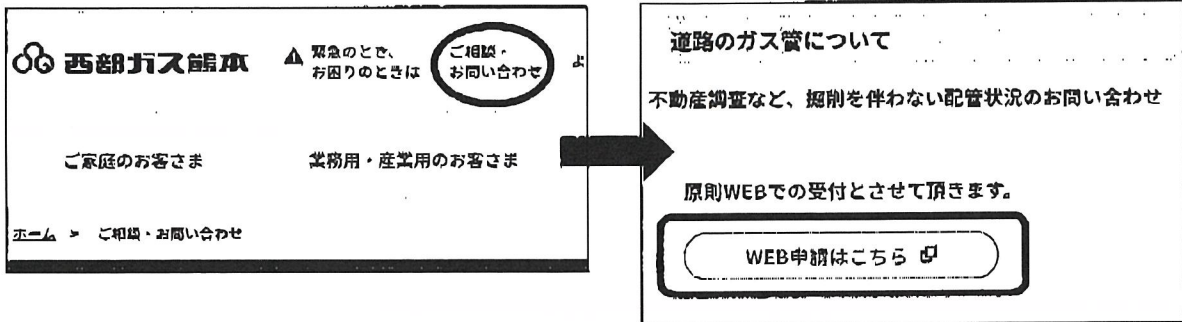 西部ガス熊本
緊急のとき、
お困りのときは
ご相談・
お問い合わせ
よ
ご家庭のお客さま
業務用・産業用のお客さま
ホーム > ご相談・お問い合わせ
道路のガス管について
不動産調査など、掘削を伴わない配管状況のお問い合わせ
原則WEBでの受付とさせて頂きます。
WEB申請はこちら